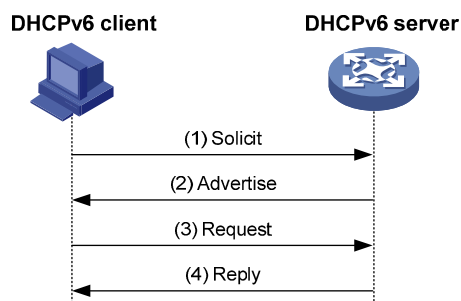 DHCPv6 client
DHCPv6 server
(1) Solicit
(2) Advertise
(3) Request
(4) Reply